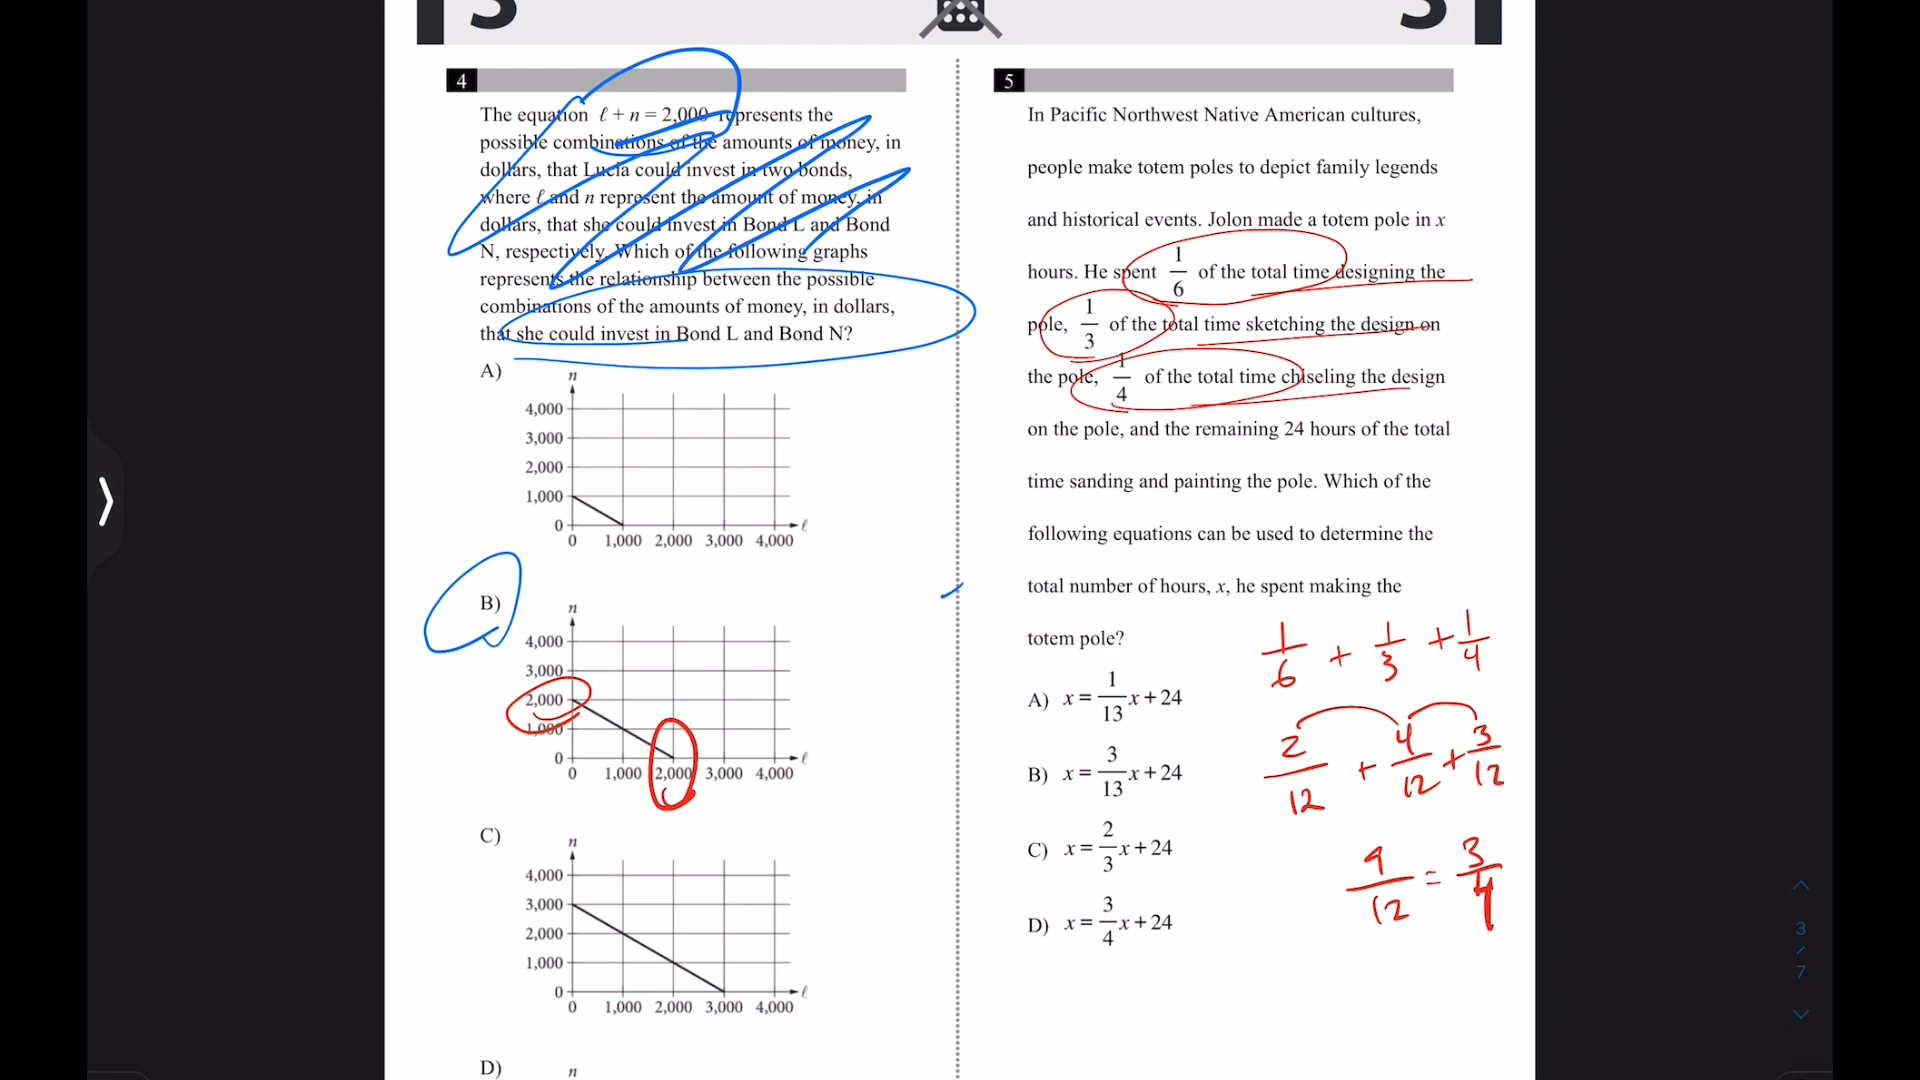 3
3
4
The equation ℓ + n = 2,000 represents the
possible combinations of the amounts of money, in
dollars, that Lucia could invest in two bonds,
where ℓ and n represent the amount of money, in
dollars, that she could invest in Bond L and Bond
N, respectively. Which of the following graphs
represents the relationship between the possible
combinations of the amounts of money, in dollars,
that she could invest in Bond L and Bond N?
A)
n
4,000
3,000
2,000
1,000
0
0 1,000 2,000 3,000 4,000
ℓ
B)
n
4,000
3,000
2,000
1,000
0
0 1,000 2,000 3,000 4,000
ℓ
C)
n
4,000
3,000
2,000
1,000
0
0 1,000 2,000 3,000 4,000
ℓ
D)
n
5
In Pacific Northwest Native American cultures,
people make totem poles to depict family legends
and historical events. Jolon made a totem pole in x
hours. He spent 1/6 of the total time designing the
pole, 1/3 of the total time sketching the design on
the pole, 1/4 of the total time chiseling the design
on the pole, and the remaining 24 hours of the total
time sanding and painting the pole. Which of the
following equations can be used to determine the
total number of hours, x, he spent making the
totem pole?
A) x = 1/13 x + 24
B) x = 3/13 x + 24
C) x = 2/3 x + 24
D) x = 3/4 x + 24
1/6 + 1/3 + 1/4
2/12 + 4/12 + 3/12
9/12 = 3/4
3
/
7